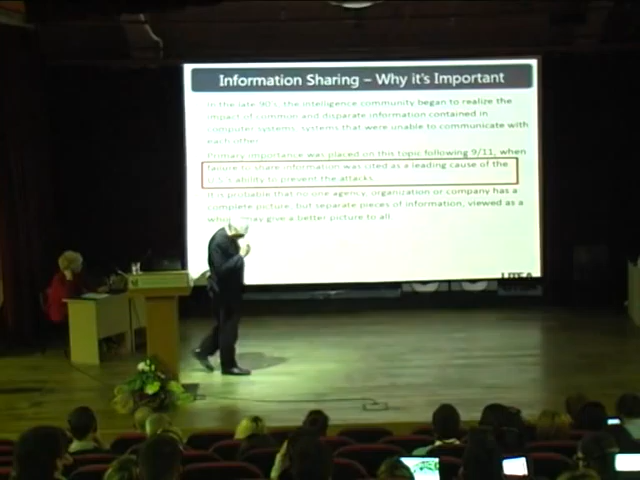 Information Sharing – Why it's Important
In the late 90's, the intelligence community began to realize the
impact of common and disparate information contained in
computer systems; systems that were unable to communicate with
each other.
Primary importance was placed on this topic following 9/11, when
failure to share information was cited as a leading cause of the
U.S.'s ability to prevent the attacks.
It is probable that no one agency, organization or company has a
complete picture, but separate pieces of information, viewed as a
may give a better picture to all.